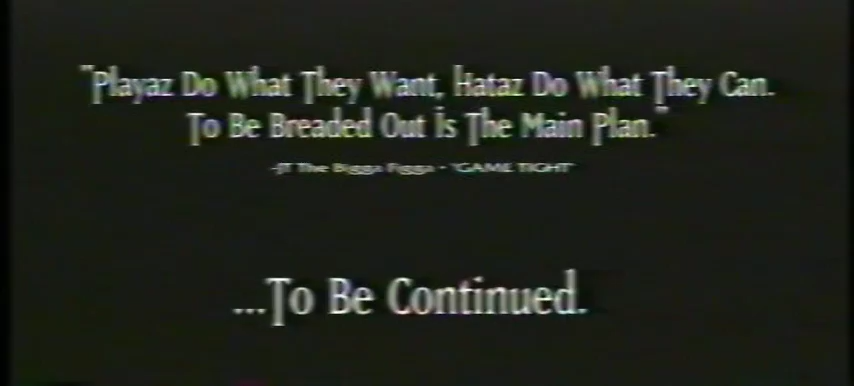 "Playaz Do What They Want, Hataz Do What They Can.
To Be Breaded Out Is The Main Plan."
-JT The Bigga Figga - "GAME TIGHT"
...To Be Continued.